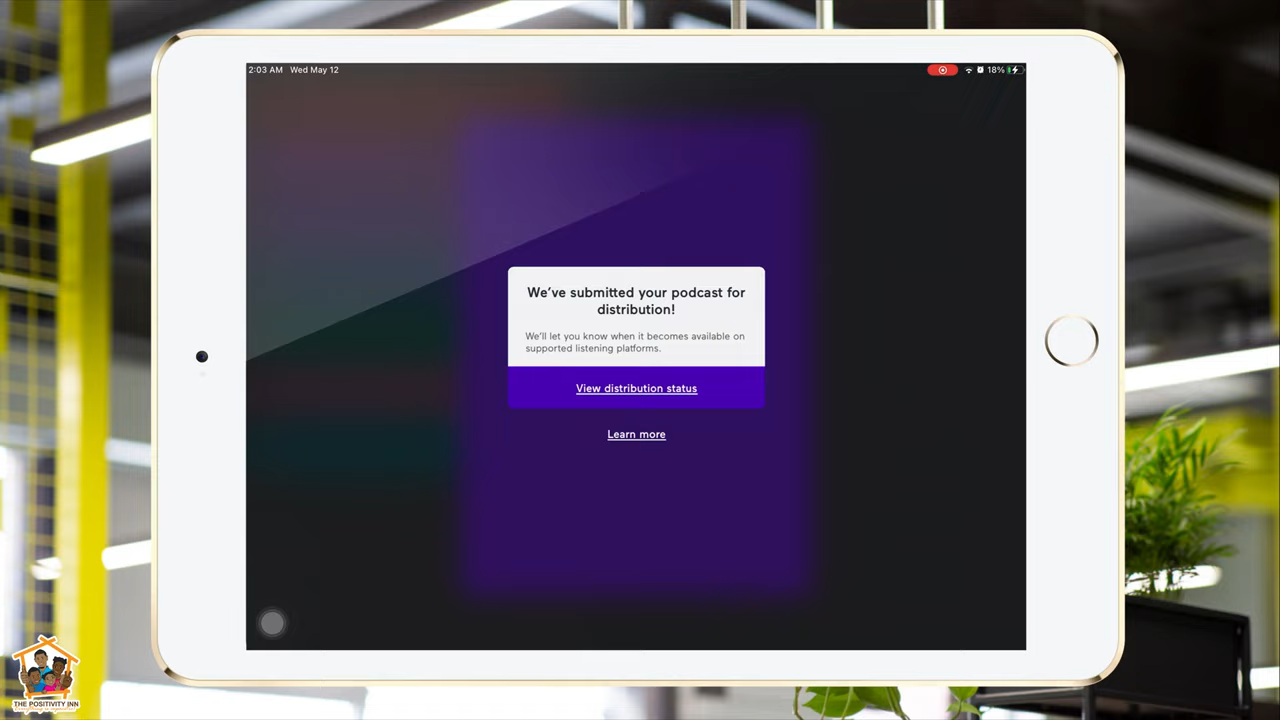 2:03 AM Wed May 12
18%
We've submitted your podcast for
distribution!
We'll let you know when it becomes available on
supported listening platforms.
View distribution status
Learn more
THE POSITIVITY INN